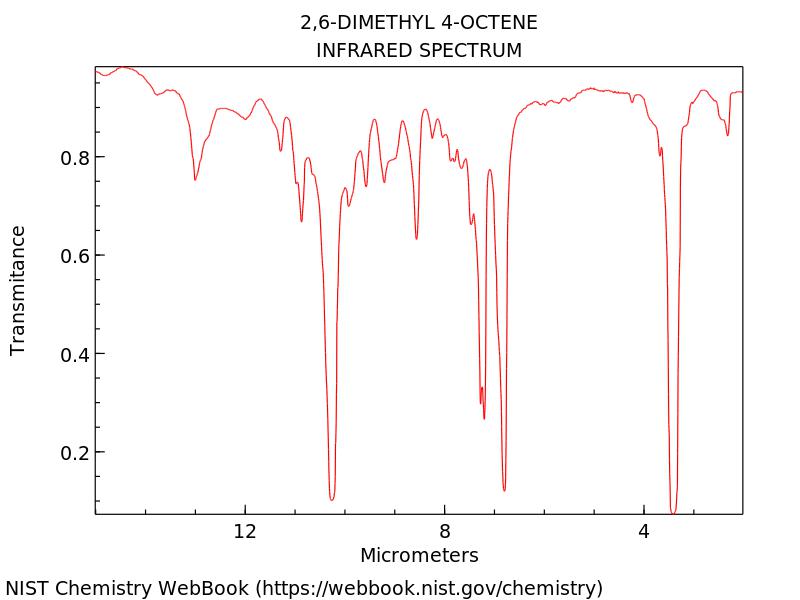 2,6-DIMETHYL 4-OCTENE
INFRARED SPECTRUM
0.8
0.6
0.4
0.2
Transmitance
12 8 4
Micrometers
NIST Chemistry WebBook (https://webbook.nist.gov/chemistry)